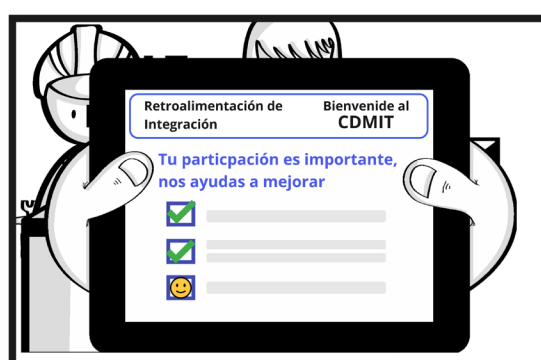 Retroalimentación de
Integración
Bienvenide al
CDMIT
Tu particpación es importante,
nos ayudas a mejorar